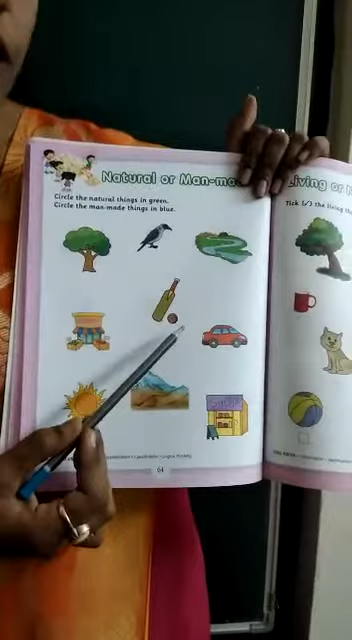 Natural or Man-ma
Circle the natural things in green.
Circle the man-made things in blue.
Living or
Tick (✓) the living
64